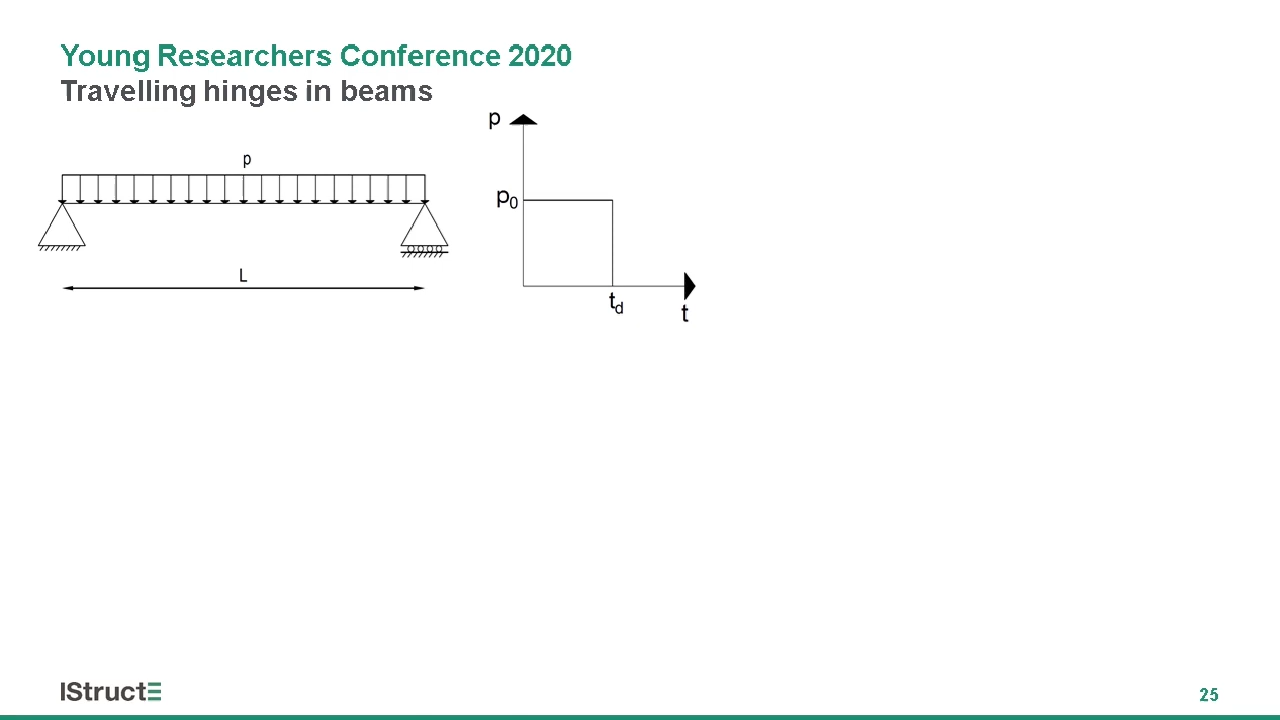 Young Researchers Conference 2020
Travelling hinges in beams
p
p
p0
L
td
t
IStructE
25